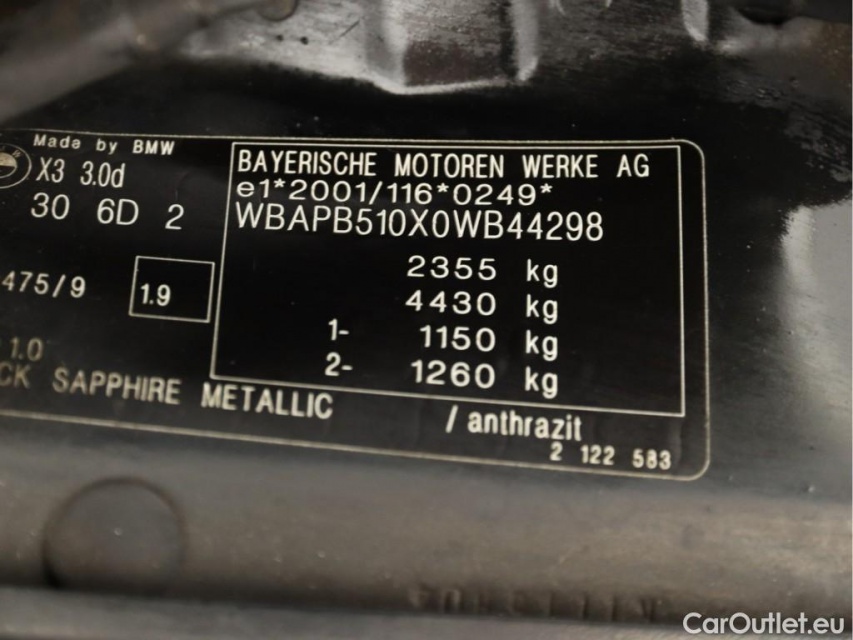 Made by BMW
X3 3.0d
30 6D 2
475/9
1.9
1.0
CK SAPPHIRE METALLIC
/ anthrazit
2 122 583
BAYERISCHE MOTOREN WERKE AG
e1*2001/116*0249*
WBAPB510X0WB44298
2355 kg
4430 kg
1- 1150 kg
2- 1260 kg
CarOutlet.eu